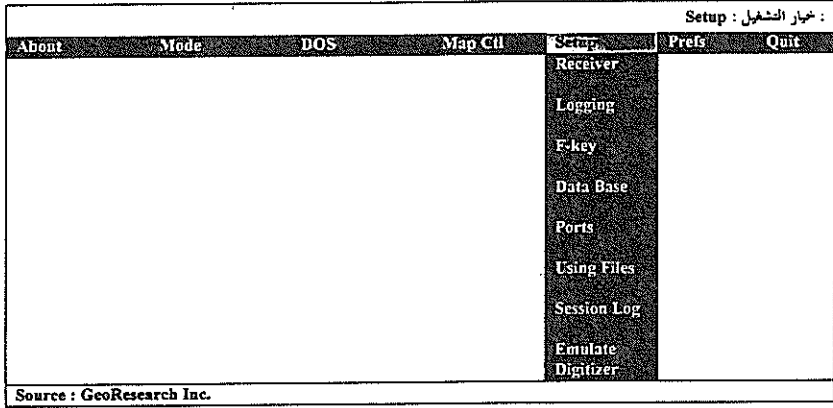 : خيار التشغيل : Setup
About Mode DOS Map Ctl Setup Prefs Quit
Receiver
Logging
F-key
Data Base
Ports
Using Files
Session Log
Emulate
Digitizer
Source : GeoResearch Inc.